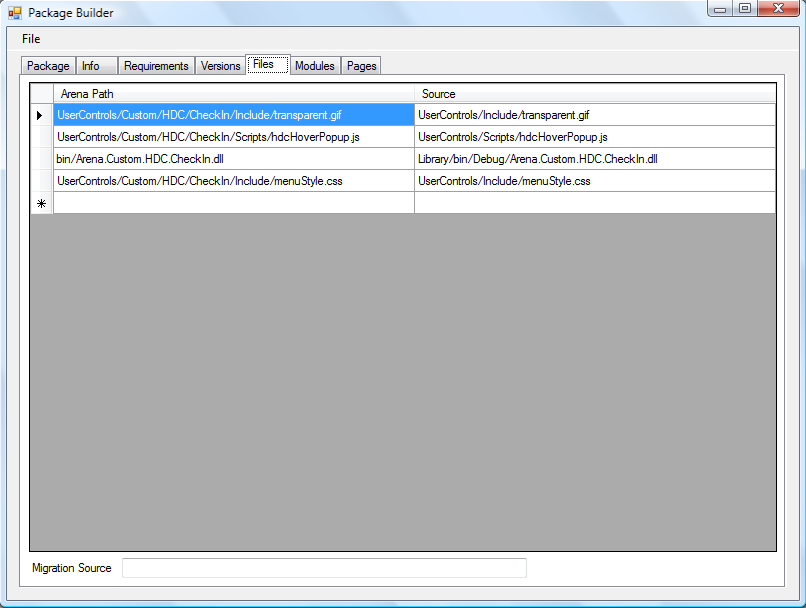 Package Builder
File
Package Info Requirements Versions Files Modules Pages
Arena Path Source
UserControls/Custom/HDC/CheckIn/Include/transparent.gif UserControls/Include/transparent.gif
UserControls/Custom/HDC/CheckIn/Scripts/hdcHoverPopup.js UserControls/Scripts/hdcHoverPopup.js
bin/Arena.Custom.HDC.CheckIn.dll Library/bin/Debug/Arena.Custom.HDC.CheckIn.dll
UserControls/Custom/HDC/CheckIn/Include/menuStyle.css UserControls/Include/menuStyle.css
Migration Source